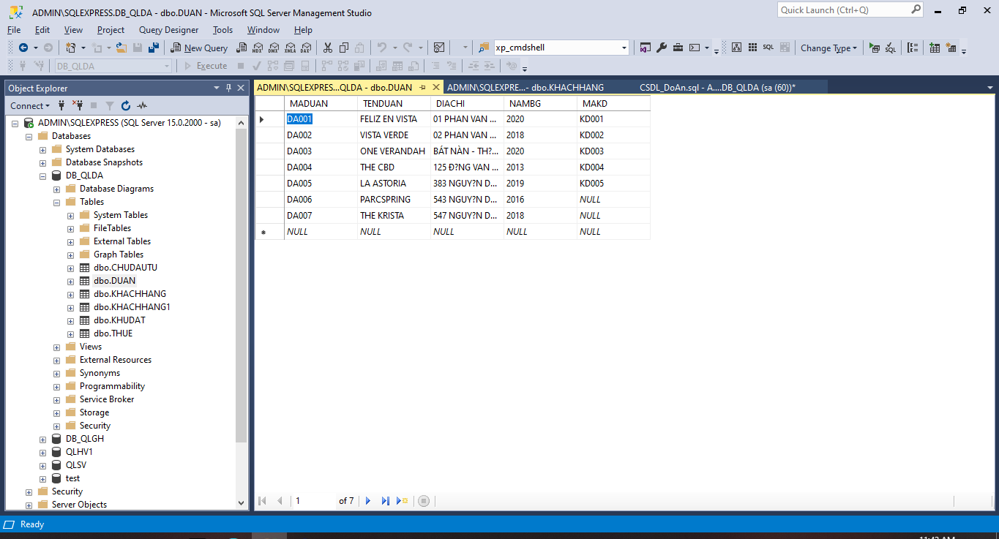 ADMIN\SQLEXPRESS.DB_QLDA - dbo.DUAN - Microsoft SQL Server Management Studio
Quick Launch (Ctrl+Q)
File Edit View Project Query Designer Tools Window Help
New Query MDX DMX XMLA DAX xp_cmdshell SQL Change Type SQL
DB_QLDA Execute
Object Explorer
Connect
ADMIN\SQLEXPRESS (SQL Server 15.0.2000 - sa)
Databases
System Databases
Database Snapshots
DB_QLDA
Database Diagrams
Tables
System Tables
FileTables
External Tables
Graph Tables
dbo.CHUDAUTU
dbo.DUAN
dbo.KHACHHANG
dbo.KHACHHANG1
dbo.KHUDAT
dbo.THUE
Views
External Resources
Synonyms
Programmability
Service Broker
Storage
Security
DB_QLGH
QLHV1
QLSV
test
Security
Server Objects
ADMIN\SQLEXPRES...QLDA - dbo.DUAN ADMIN\SQLEXPRE...- dbo.KHACHHANG CSDL_DoAn.sql - A....DB_QLDA (sa (60))*
MADUAN TENDUAN DIACHI NAMBG MAKD
DA001 FELIZ EN VISTA 01 PHAN VAN ... 2020 KD001
DA002 VISTA VERDE 02 PHAN VAN ... 2018 KD002
DA003 ONE VERANDAH BÁT NÀN - TH?... 2020 KD003
DA004 THE CBD 125 Đ?NG VAN ... 2013 KD004
DA005 LA ASTORIA 383 NGUY?N D... 2019 KD005
DA006 PARCSPRING 543 NGUY?N D... 2016 NULL
DA007 THE KRISTA 547 NGUY?N D... 2018 NULL
NULL NULL NULL NULL NULL
1 of 7
Ready